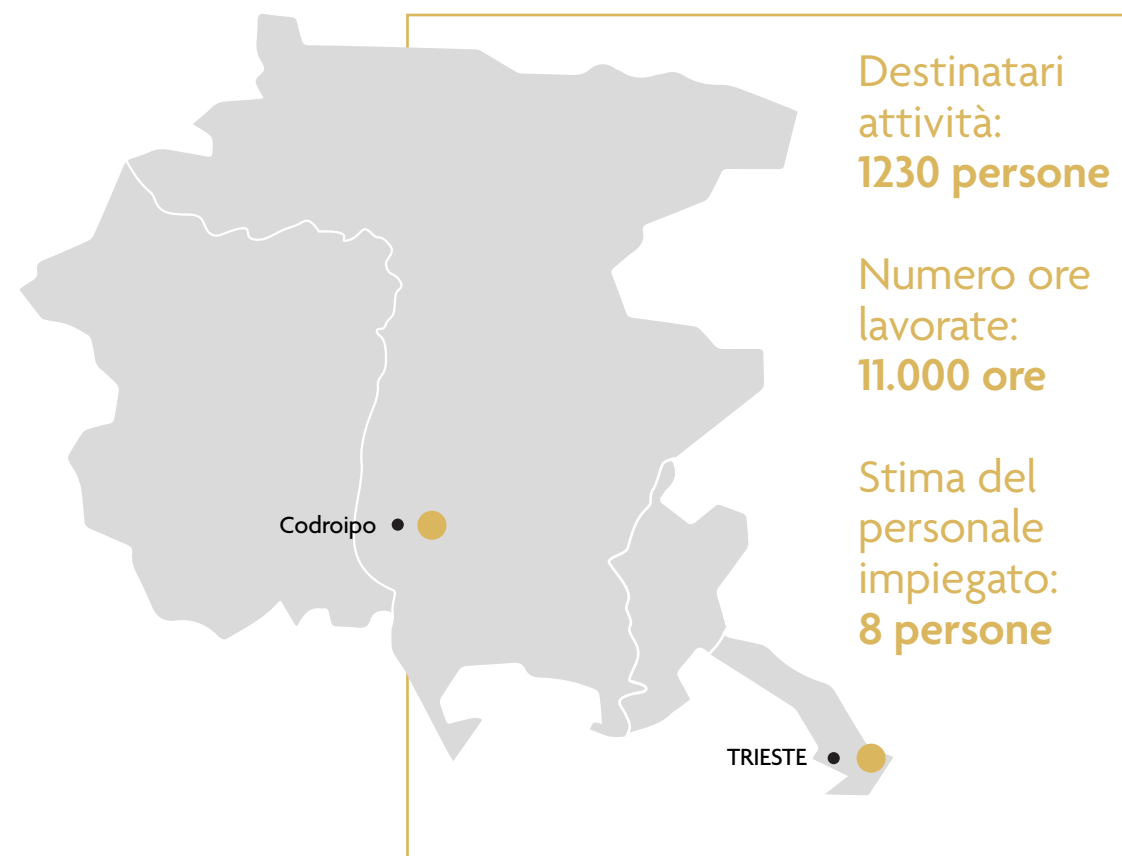 Destinatari
attività:
1230 persone
Numero ore
lavorate:
11.000 ore
Stima del
personale
impiegato:
8 persone
Codroipo
TRIESTE